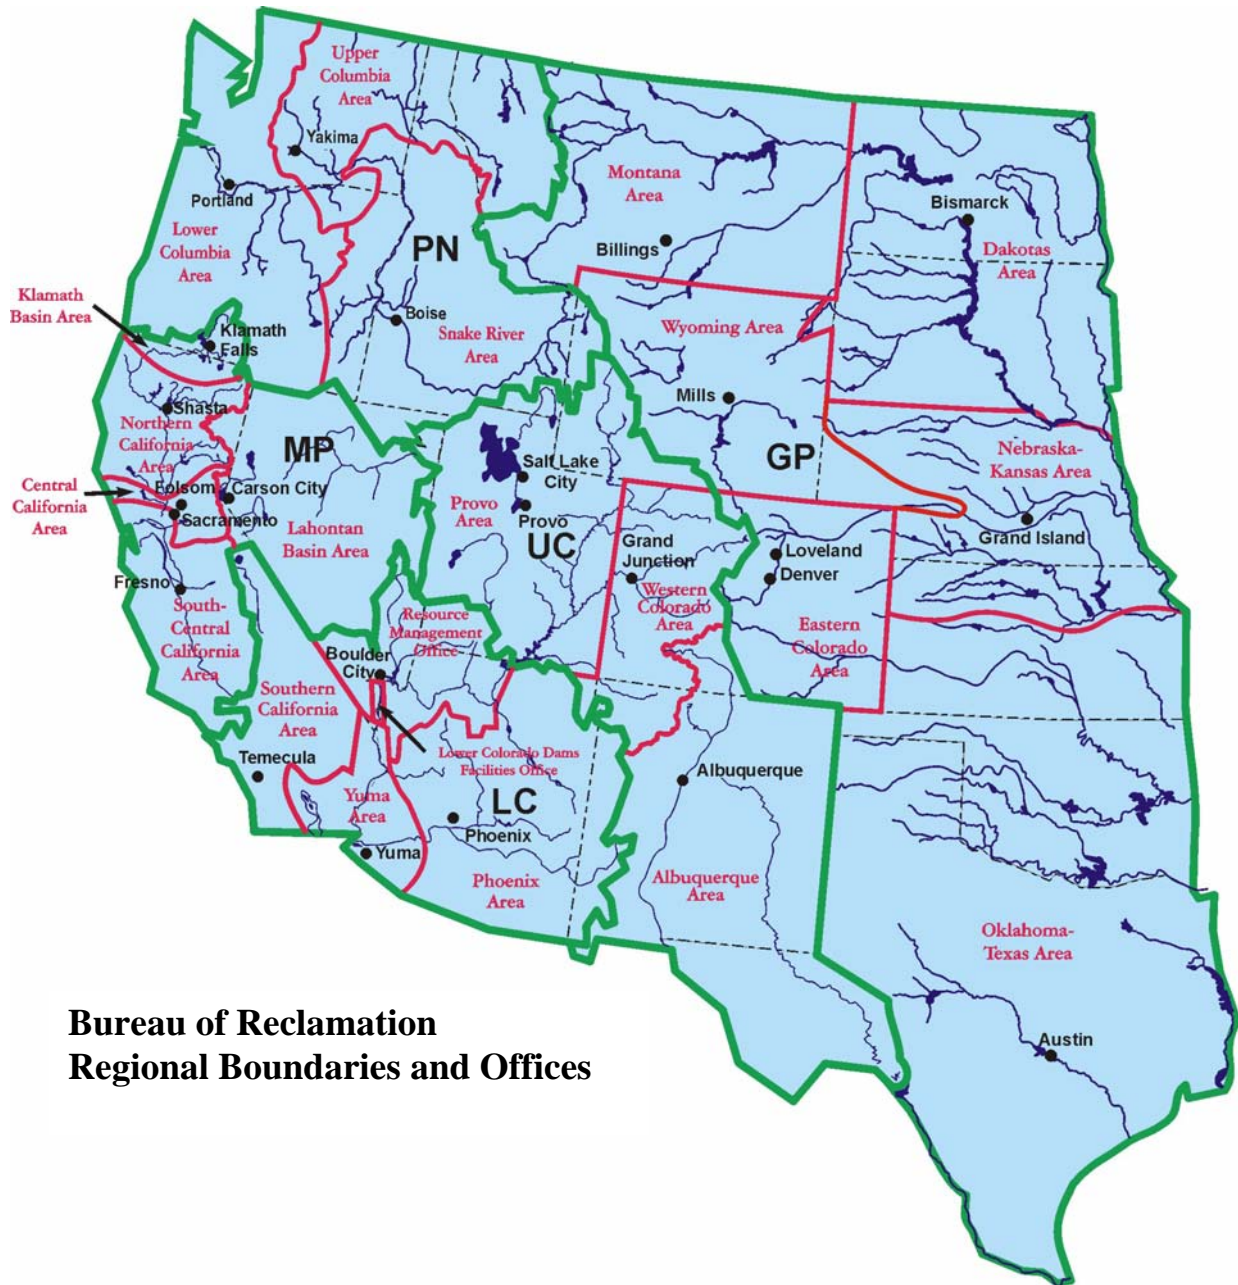 Upper
Columbia
Area
Yakima
Montana
Area
Portland
Bismarck
Lower
Columbia
Area
PN
Billings
Dakotas
Area
Klamath
Basin Area
Klamath
Falls
Boise
Snake River
Area
Wyoming Area
Mills
Shasta
Northern
California
Area
MP
GP
Nebraska-
Kansas Area
Central
California
Area
Folsom
Carson City
Sacramento
Salt Lake
City
Provo
Area
Provo
UC
Lahontan
Basin Area
Grand
Junction
Loveland
Denver
Grand Island
Fresno
South-
Central
California
Area
Western
Colorado
Area
Resource
Management
Office
Eastern
Colorado
Area
Boulder
City
Southern
California
Area
Lower Colorado Dams
Facilities Office
Temecula
Albuquerque
Yuma
Area
LC
Phoenix
Yuma
Phoenix
Area
Albuquerque
Area
Oklahoma-
Texas Area
Bureau of Reclamation
Regional Boundaries and Offices
Austin